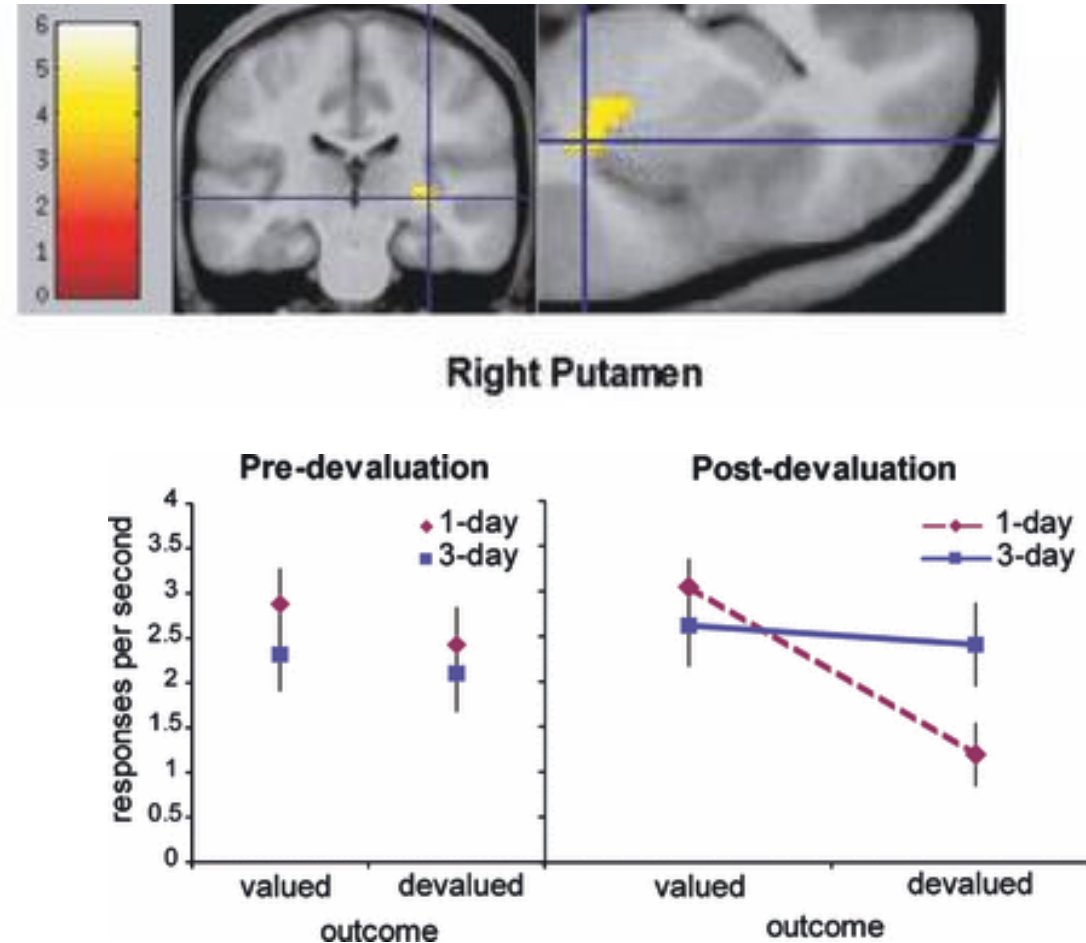 6
5
4
3
2
1
0
Right Putamen
Pre-devaluation
Post-devaluation
responses per second
4
3.5
3
2.5
2
1.5
1
0.5
0
1-day
3-day
1-day
3-day
valued
devalued
outcome
valued
devalued
outcome